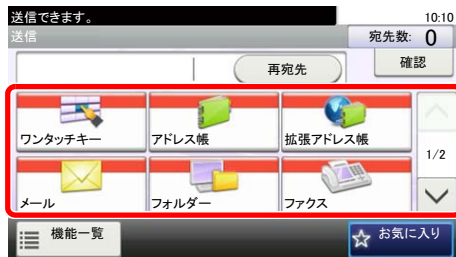 送信できます。 10:10
送信 宛先数: 0
再宛先 確認
ワンタッチキー アドレス帳 拡張アドレス帳
1/2
メール フォルダー ファクス
機能一覧 お気に入り